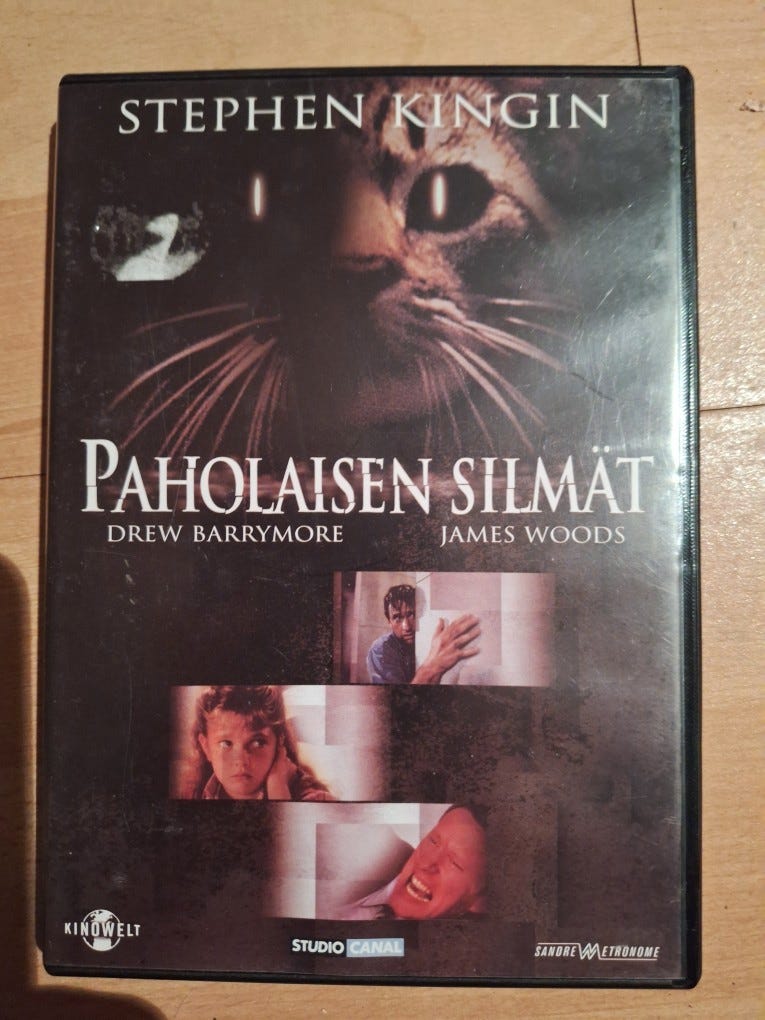 STEPHEN KINGIN
PAHOLAISEN SILMÄT
DREW BARRYMORE JAMES WOODS
KINOWELT
STUDIO CANAL
SANDREW METRONOME